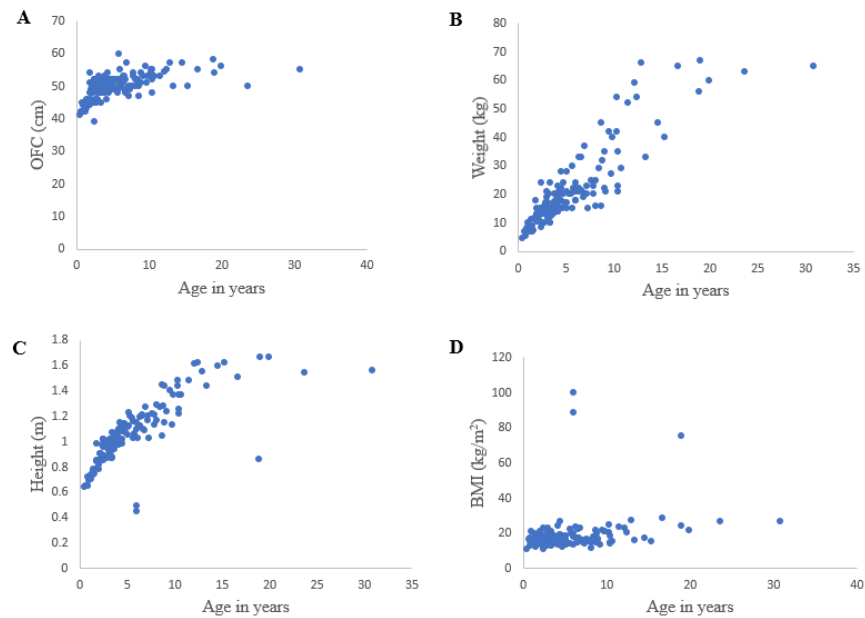 A
70
60
50
40
30
20
10
0
OFC (cm)
0 10 20 30 40
Age in years
B
80
70
60
50
40
30
20
10
0
Weight (kg)
0 5 10 15 20 25 30 35
Age in years
C
1.8
1.6
1.4
1.2
1
0.8
0.6
0.4
0.2
0
Height (m)
0 5 10 15 20 25 30 35
Age in years
D
120
100
80
60
40
20
0
BMI (kg/m²)
0 10 20 30 40
Age in years